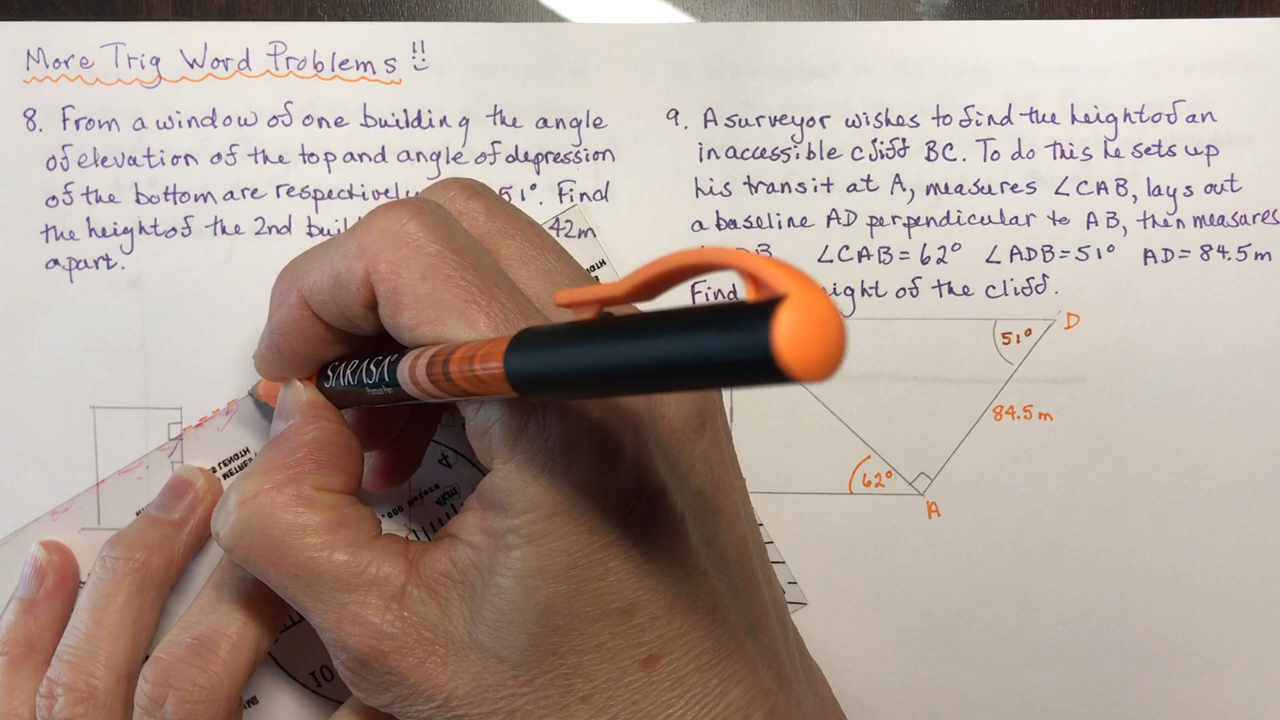 More Trig Word Problems !!
8. From a window of one building the angle
of elevation of the top and angle of depression
of the bottom are respectively 51°. Find
the height of the 2nd 42m
apart.
9. A surveyor wishes to find the height of an
inaccessible cliff BC. To do this he sets up
his transit at A, measures ∠CAB, lays out
a baseline AD perpendicular to AB, then measures
∠CAB = 62° ∠ADB = 51° AD = 84.5m
Find height of the cliff.
D
51°
84.5m
62°
A
SARASA
Porous Pen
10